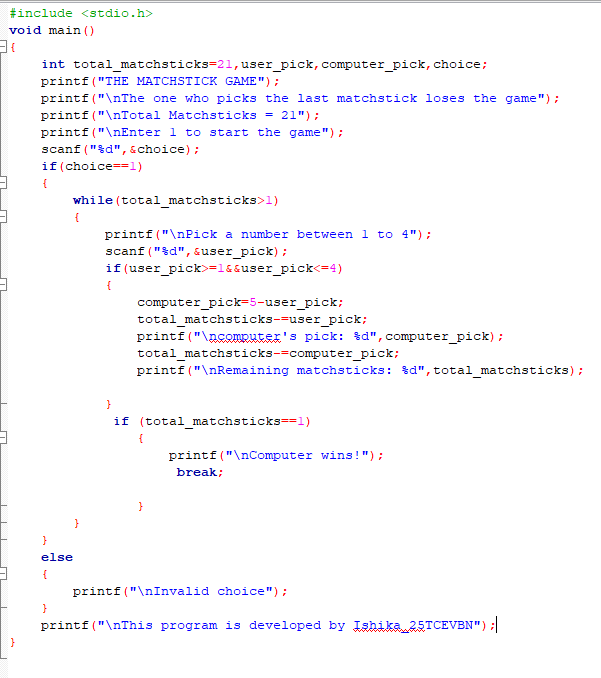 #include <stdio.h>
void main()
{
    int total_matchsticks=21,user_pick,computer_pick,choice;
    printf("THE MATCHSTICK GAME");
    printf("\nThe one who picks the last matchstick loses the game");
    printf("\nTotal Matchsticks = 21");
    printf("\nEnter 1 to start the game");
    scanf("%d",&choice);
    if(choice==1)
    {
        while(total_matchsticks>1)
        {
            printf("\nPick a number between 1 to 4");
            scanf("%d",&user_pick);
            if(user_pick>=1&&user_pick<=4)
            {
                computer_pick=5-user_pick;
                total_matchsticks-=user_pick;
                printf("\ncomputer's pick: %d",computer_pick);
                total_matchsticks-=computer_pick;
                printf("\nRemaining matchsticks: %d",total_matchsticks);
            }
             if (total_matchsticks==1)
                {
                    printf("\nComputer wins!");
                     break;
                }
        }
    }
    else
    {
        printf("\nInvalid choice");
    }
    printf("\nThis program is developed by Ishika_25TCEVBN");
}